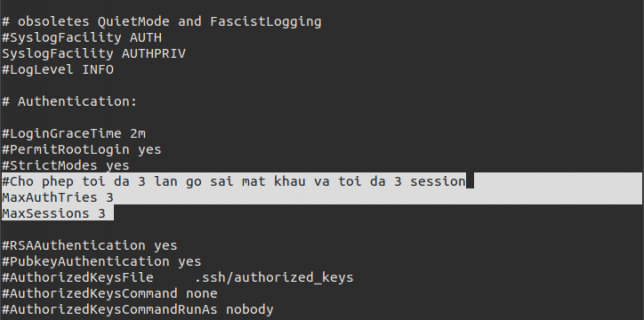 # obsoletes QuietMode and FascistLogging
#SyslogFacility AUTH
SyslogFacility AUTHPRIV
#LogLevel INFO
# Authentication:
#LoginGraceTime 2m
#PermitRootLogin yes
#StrictModes yes
#Cho phep toi da 3 lan go sai mat khau va toi da 3 session
MaxAuthTries 3
MaxSessions 3
#RSAAuthentication yes
#PubkeyAuthentication yes
#AuthorizedKeysFile     .ssh/authorized_keys
#AuthorizedKeysCommand none
#AuthorizedKeysCommandRunAs nobody